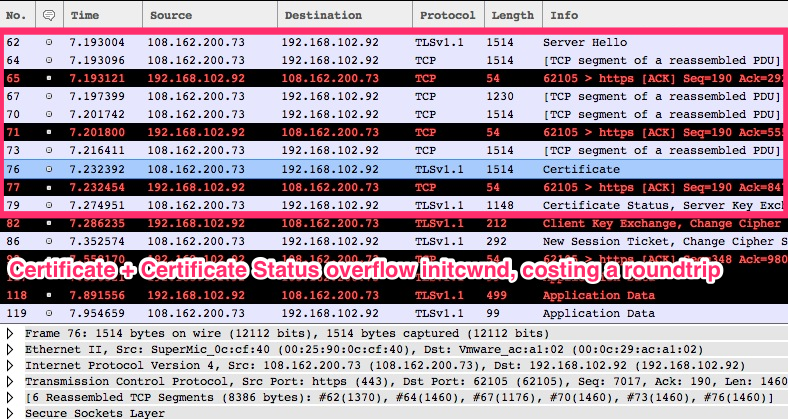 No. Time Source Destination Protocol Length Info
62 7.193004 108.162.200.73 192.168.102.92 TLSv1.1 1514 Server Hello
64 7.193096 108.162.200.73 192.168.102.92 TCP 1514 [TCP segment of a reassembled PDU]
65 7.193121 192.168.102.92 108.162.200.73 TCP 54 62105 > https [ACK] Seq=190 Ack=29
67 7.197399 108.162.200.73 192.168.102.92 TCP 1230 [TCP segment of a reassembled PDU]
70 7.201742 108.162.200.73 192.168.102.92 TCP 1514 [TCP segment of a reassembled PDU]
71 7.201800 192.168.102.92 108.162.200.73 TCP 54 62105 > https [ACK] Seq=190 Ack=55
73 7.216411 108.162.200.73 192.168.102.92 TCP 1514 [TCP segment of a reassembled PDU]
76 7.232392 108.162.200.73 192.168.102.92 TLSv1.1 1514 Certificate
77 7.232454 192.168.102.92 108.162.200.73 TCP 54 62105 > https [ACK] Seq=190 Ack=84
79 7.274951 108.162.200.73 192.168.102.92 TLSv1.1 1148 Certificate Status, Server Key Exc
82 7.286235 192.168.102.92 108.162.200.73 TLSv1.1 212 Client Key Exchange, Change Cipher
86 7.352574 108.162.200.73 192.168.102.92 TLSv1.1 292 New Session Ticket, Change Cipher S
Certificate + Certificate Status overflow initcwnd, costing a roundtrip
118 7.891556 192.168.102.92 108.162.200.73 TLSv1.1 499 Application Data
119 7.954659 108.162.200.73 192.168.102.92 TLSv1.1 99 Application Data
Frame 76: 1514 bytes on wire (12112 bits), 1514 bytes captured (12112 bits)
Ethernet II, Src: SuperMic_0c:cf:40 (00:25:90:0c:cf:40), Dst: Vmware_ac:a1:02 (00:0c:29:ac:a1:02)
Internet Protocol Version 4, Src: 108.162.200.73 (108.162.200.73), Dst: 192.168.102.92 (192.168.102.92)
Transmission Control Protocol, Src Port: https (443), Dst Port: 62105 (62105), Seq: 7017, Ack: 190, Len: 1460
[6 Reassembled TCP Segments (8386 bytes): #62(1370), #64(1460), #67(1176), #70(1460), #73(1460), #76(1460)]
Secure Sockets Layer